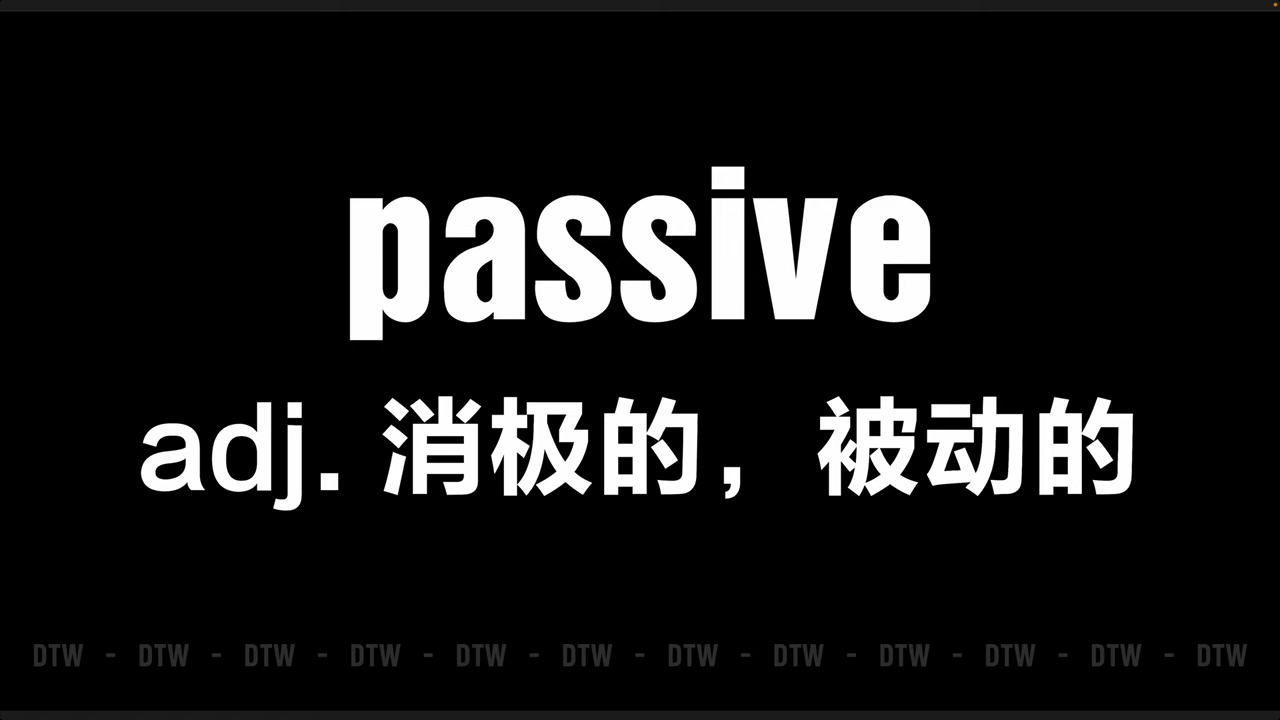 passive
adj. 消极的，被动的
DTW - DTW - DTW - DTW - DTW - DTW - DTW - DTW - DTW - DTW - DTW - DTW